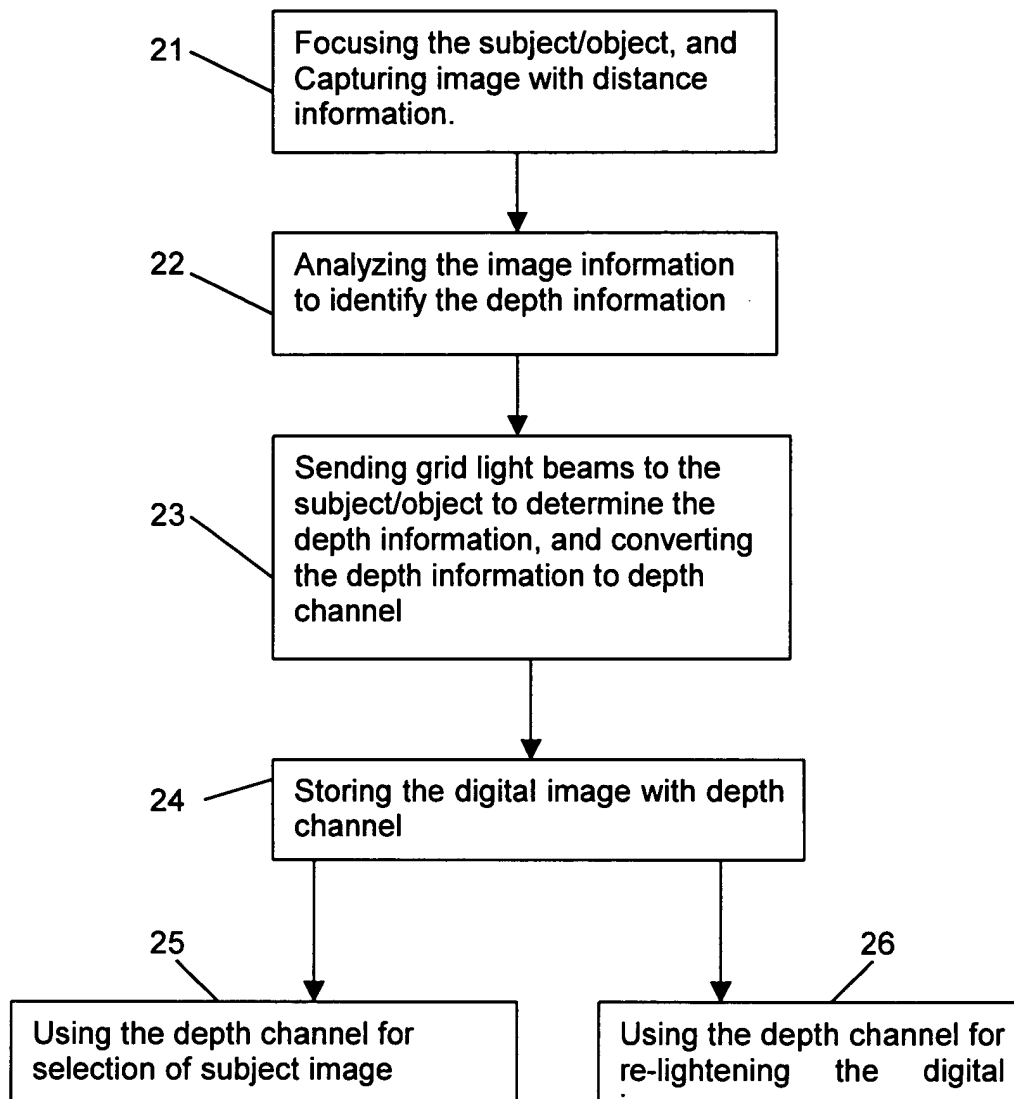 21
Focusing the subject/object, and
Capturing image with distance
information.
22
Analyzing the image information
to identify the depth information
23
Sending grid light beams to the
subject/object to determine the
depth information, and converting
the depth information to depth
channel
24
Storing the digital image with depth
channel
25
Using the depth channel for
selection of subject image
26
Using the depth channel for
re-lightening the digital